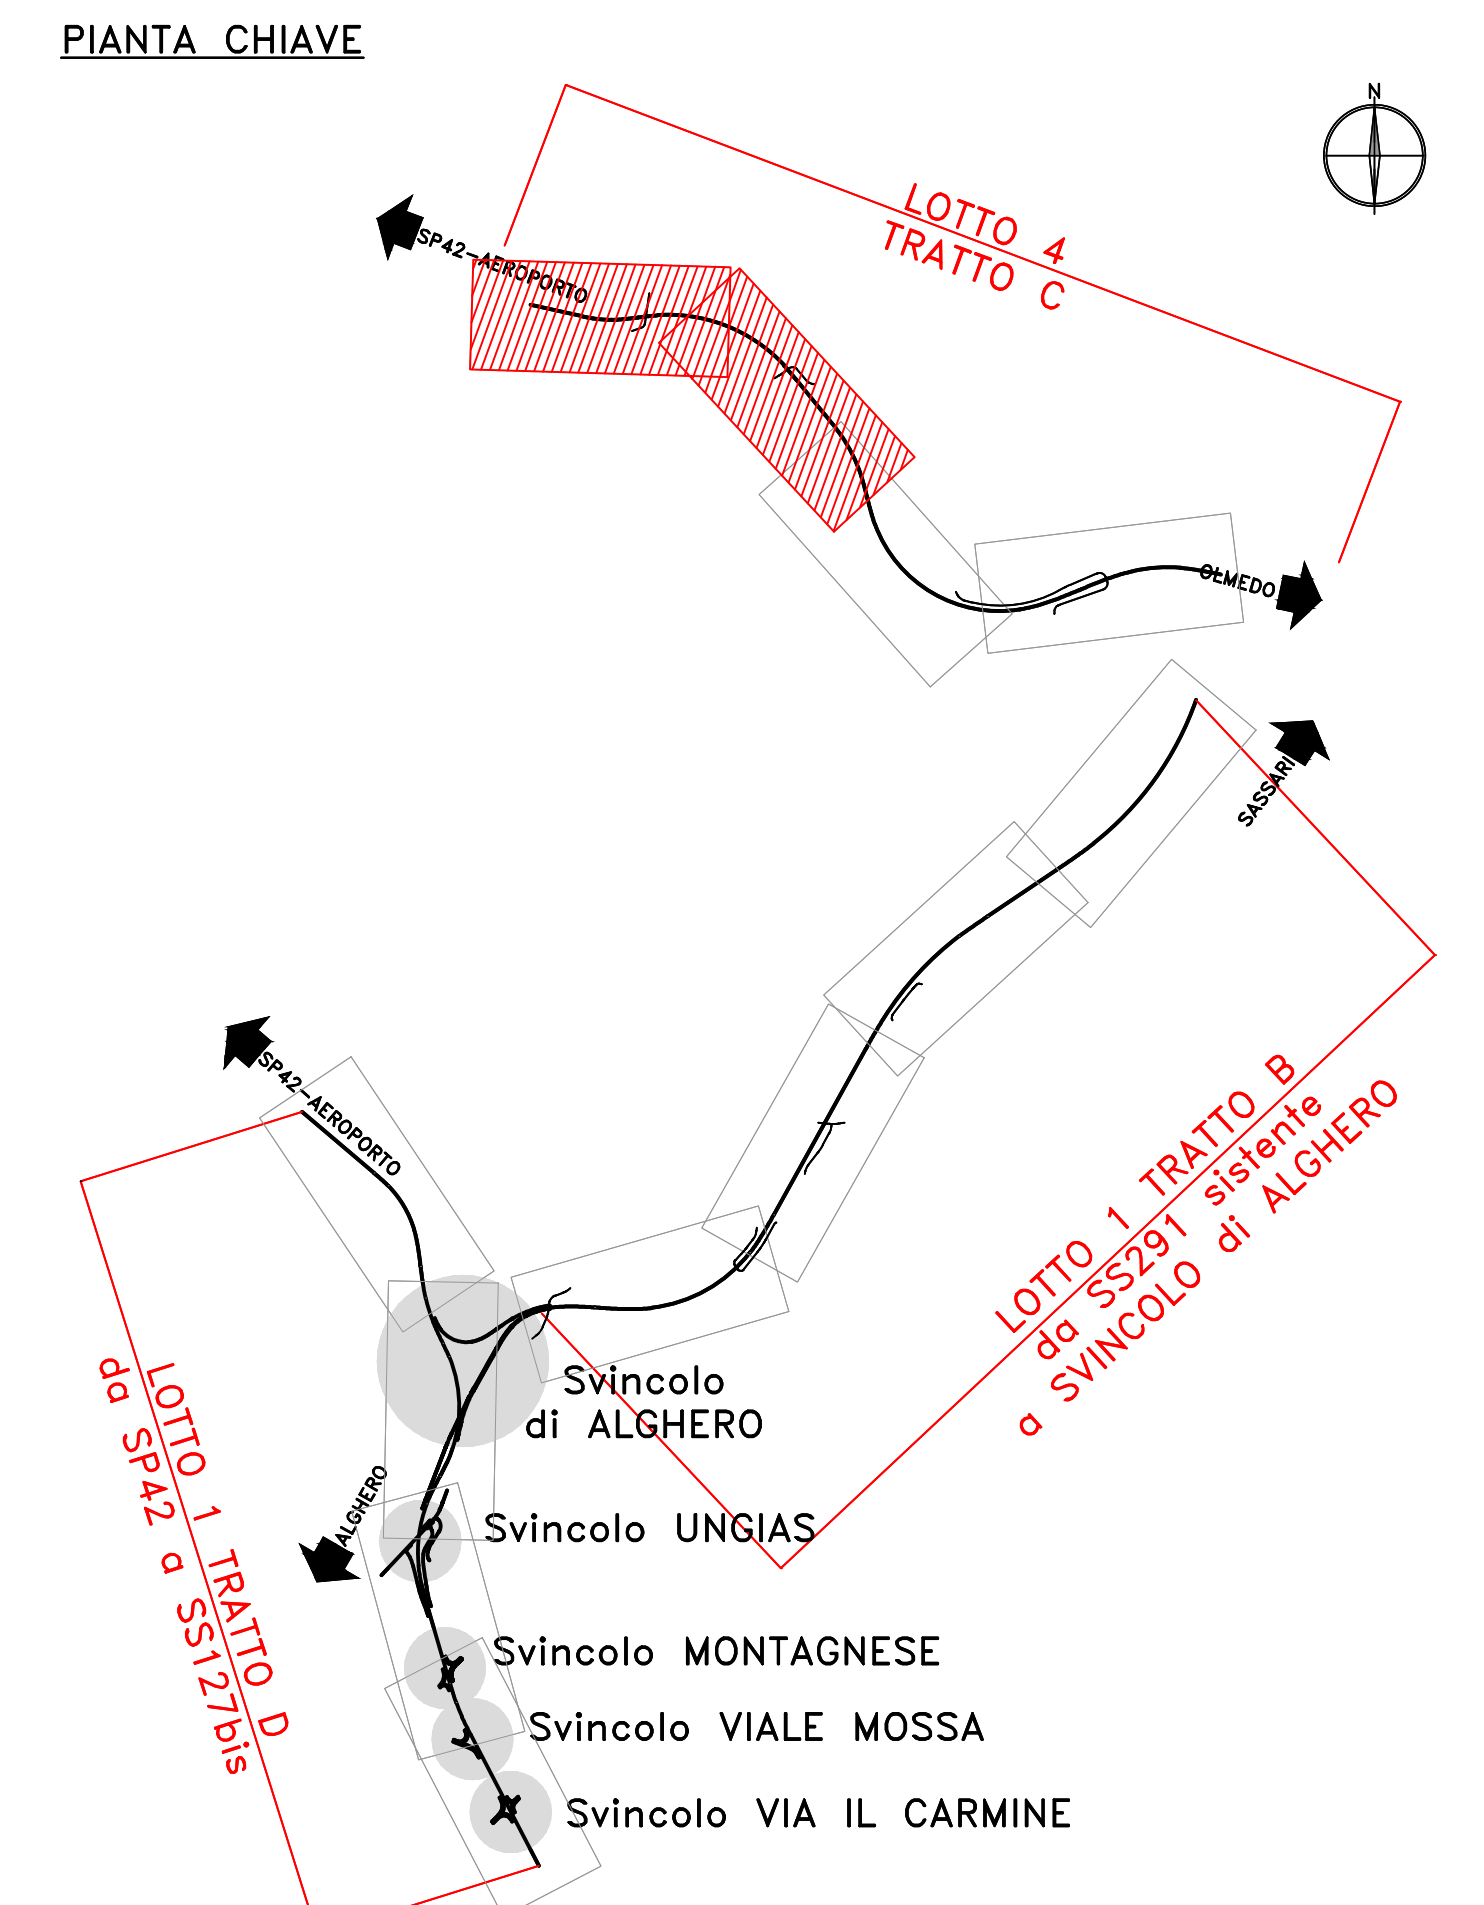 PIANTA CHIAVE
N
LOTTO 4
TRATTO C
SP42-AEROPORTO
OLMEDO
SASSARI
SP42-AEROPORTO
LOTTO 1 TRATTO B
da SS291 sistente
a SVINCOLO di ALGHERO
Svincolo
di ALGHERO
LOTTO 1 TRATTO D
da SP42 a SS127bis
ALGHERO
Svincolo UNGIAS
Svincolo MONTAGNESE
Svincolo VIALE MOSSA
Svincolo VIA IL CARMINE